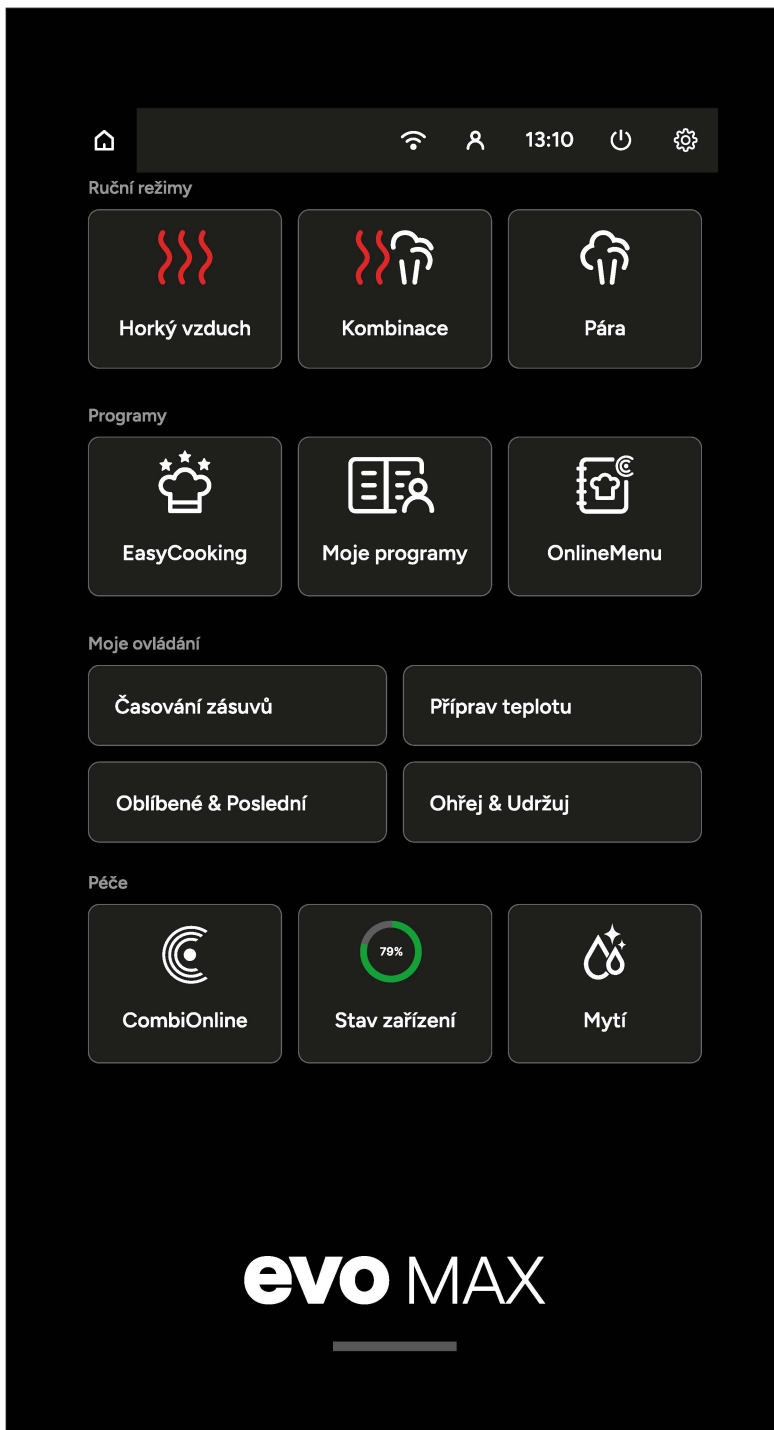 13:10
Ruční režimy
Horký vzduch
Kombinace
Pára
Programy
EasyCooking
Moje programy
OnlineMenu
Moje ovládání
Časování zásuvů
Příprav teplotu
Oblíbené & Poslední
Ohřej & Udržuj
Péče
79%
CombiOnline
Stav zařízení
Mytí
evo MAX